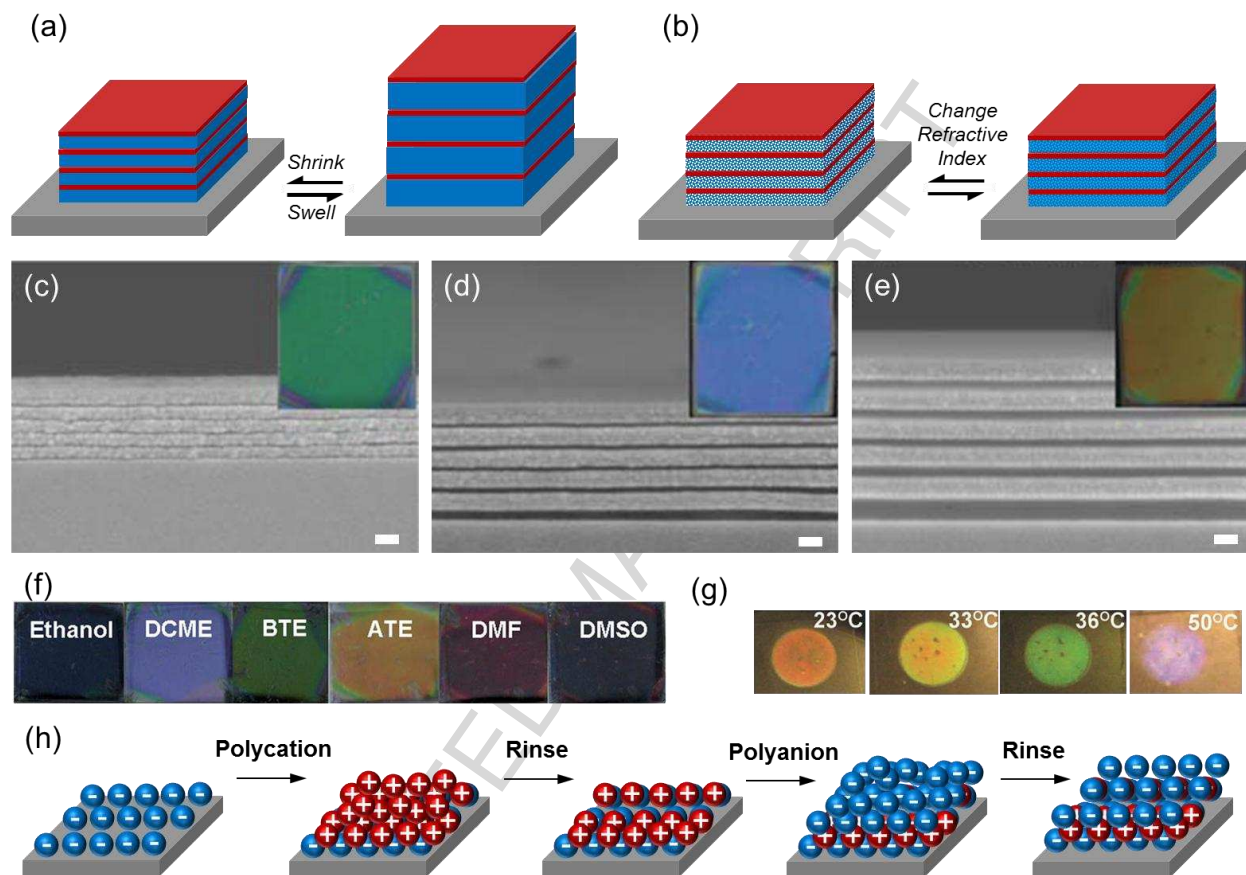 (a)
(b)
Shrink
Swell
Change
Refractive
Index
(c)
(d)
(e)
(f)
Ethanol
DCME
BTE
ATE
DMF
DMSO
(g)
23°C
33°C
36°C
50°C
(h)
Polycation
Rinse
Polyanion
Rinse
+ + + + + + + + + + + + + + + + + +